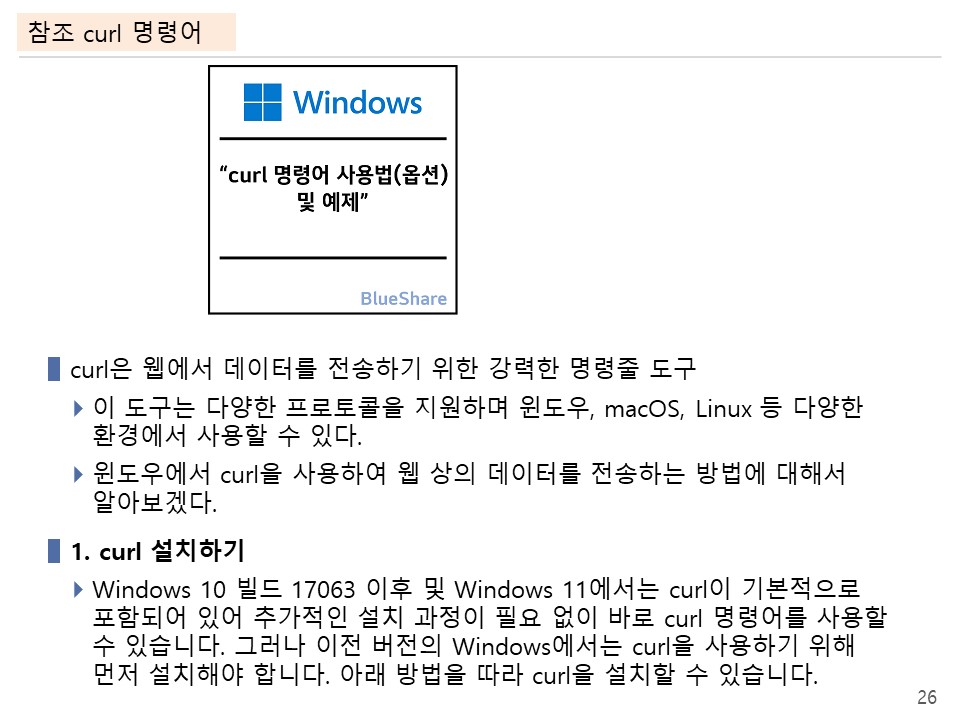 참조 curl 명령어
Windows
“curl 명령어 사용법(옵션)
및 예제”
BlueShare
curl은 웹에서 데이터를 전송하기 위한 강력한 명령줄 도구
이 도구는 다양한 프로토콜을 지원하며 윈도우, macOS, Linux 등 다양한
환경에서 사용할 수 있다.
윈도우에서 curl을 사용하여 웹 상의 데이터를 전송하는 방법에 대해서
알아보겠다.
1. curl 설치하기
Windows 10 빌드 17063 이후 및 Windows 11에서는 curl이 기본적으로
포함되어 있어 추가적인 설치 과정이 필요 없이 바로 curl 명령어를 사용할
수 있습니다. 그러나 이전 버전의 Windows에서는 curl을 사용하기 위해
먼저 설치해야 합니다. 아래 방법을 따라 curl을 설치할 수 있습니다.
26